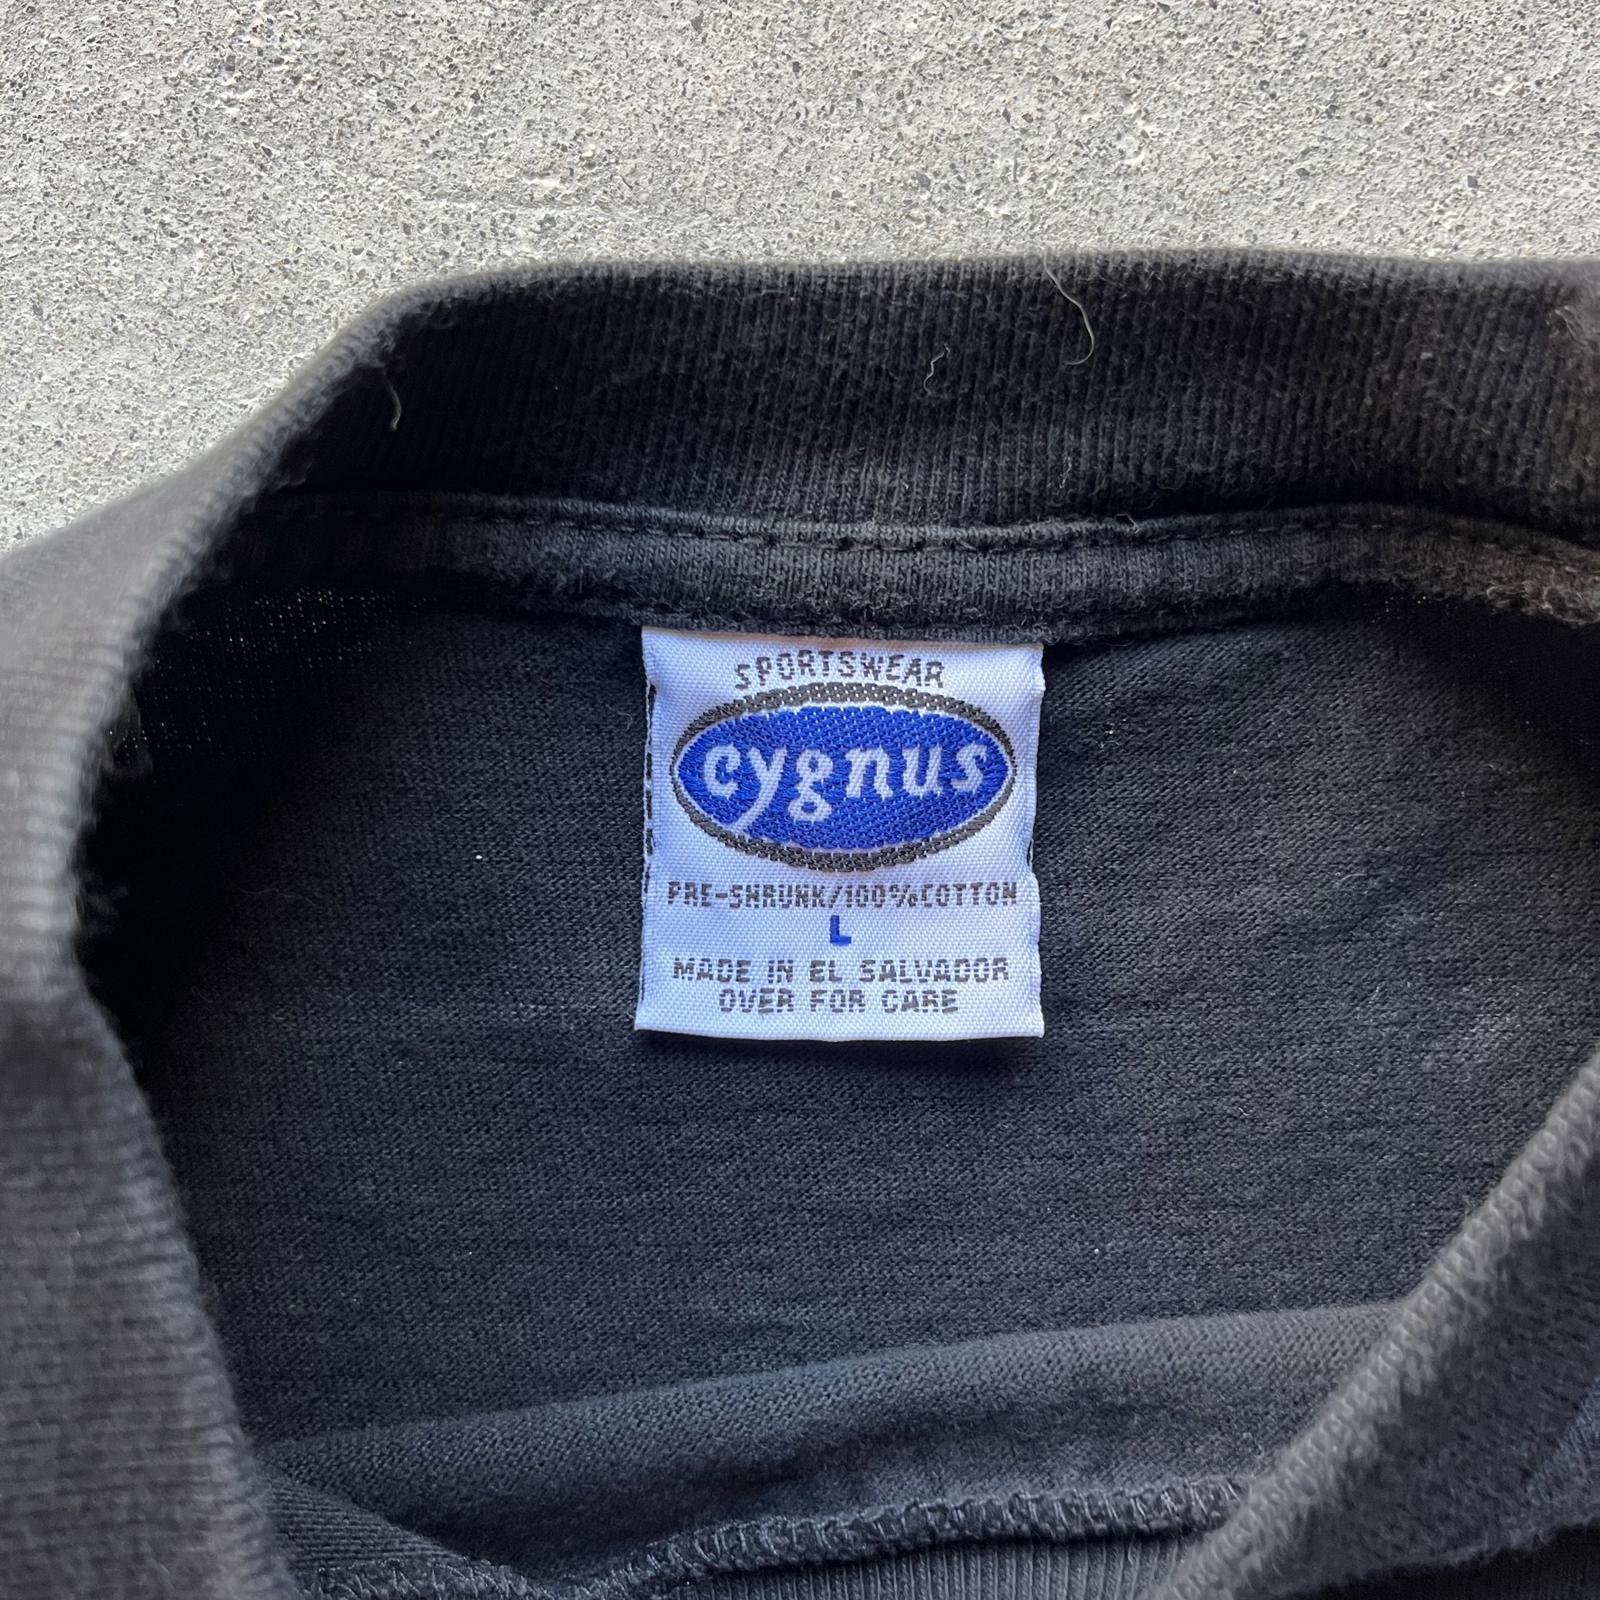 SPORTSWEAR
cygnus
PRE-SHRUNK/100%COTTON
L
MADE IN EL SALVADOR
OVER FOR CARE